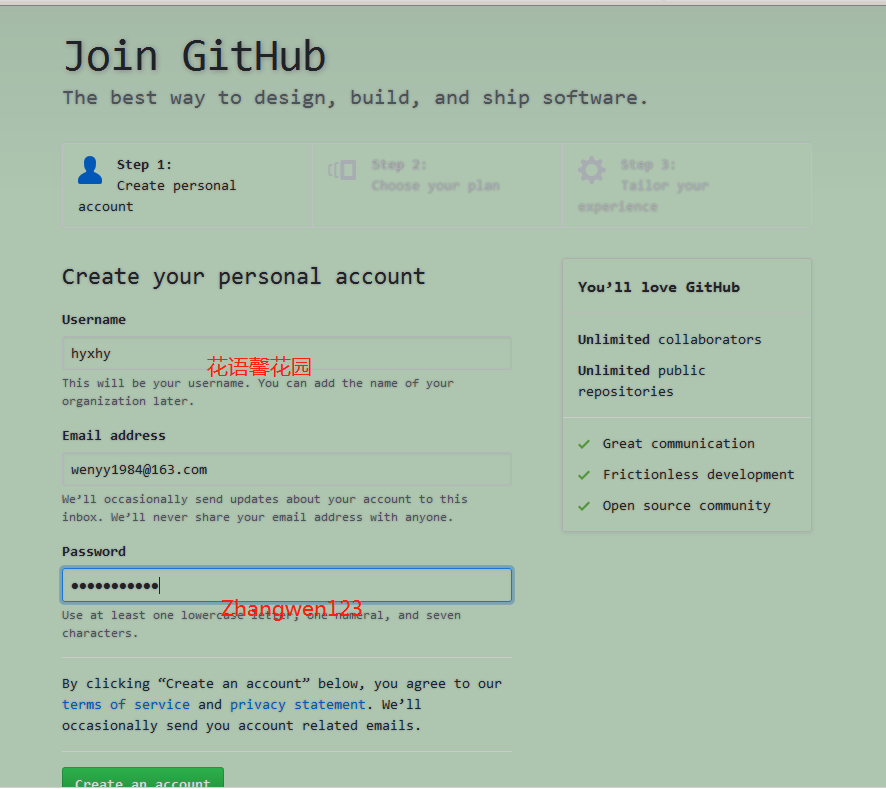 Join GitHub
The best way to design, build, and ship software.
Step 1:
Create personal
account
Step 2:
Choose your plan
Step 3:
Tailor your
experience
Create your personal account
Username
hyxhy
花语馨花园
This will be your username. You can add the name of your
organization later.
Email address
wenyy1984@163.com
We’ll occasionally send updates about your account to this
inbox. We’ll never share your email address with anyone.
Password
●●●●●●●●●●●
Zhangwen123
Use at least one lowercase letter, one numeral, and seven
characters.
By clicking “Create an account” below, you agree to our
terms of service and privacy statement. We’ll
occasionally send you account related emails.
Create an account
You’ll love GitHub
Unlimited collaborators
Unlimited public
repositories
Great communication
Frictionless development
Open source community